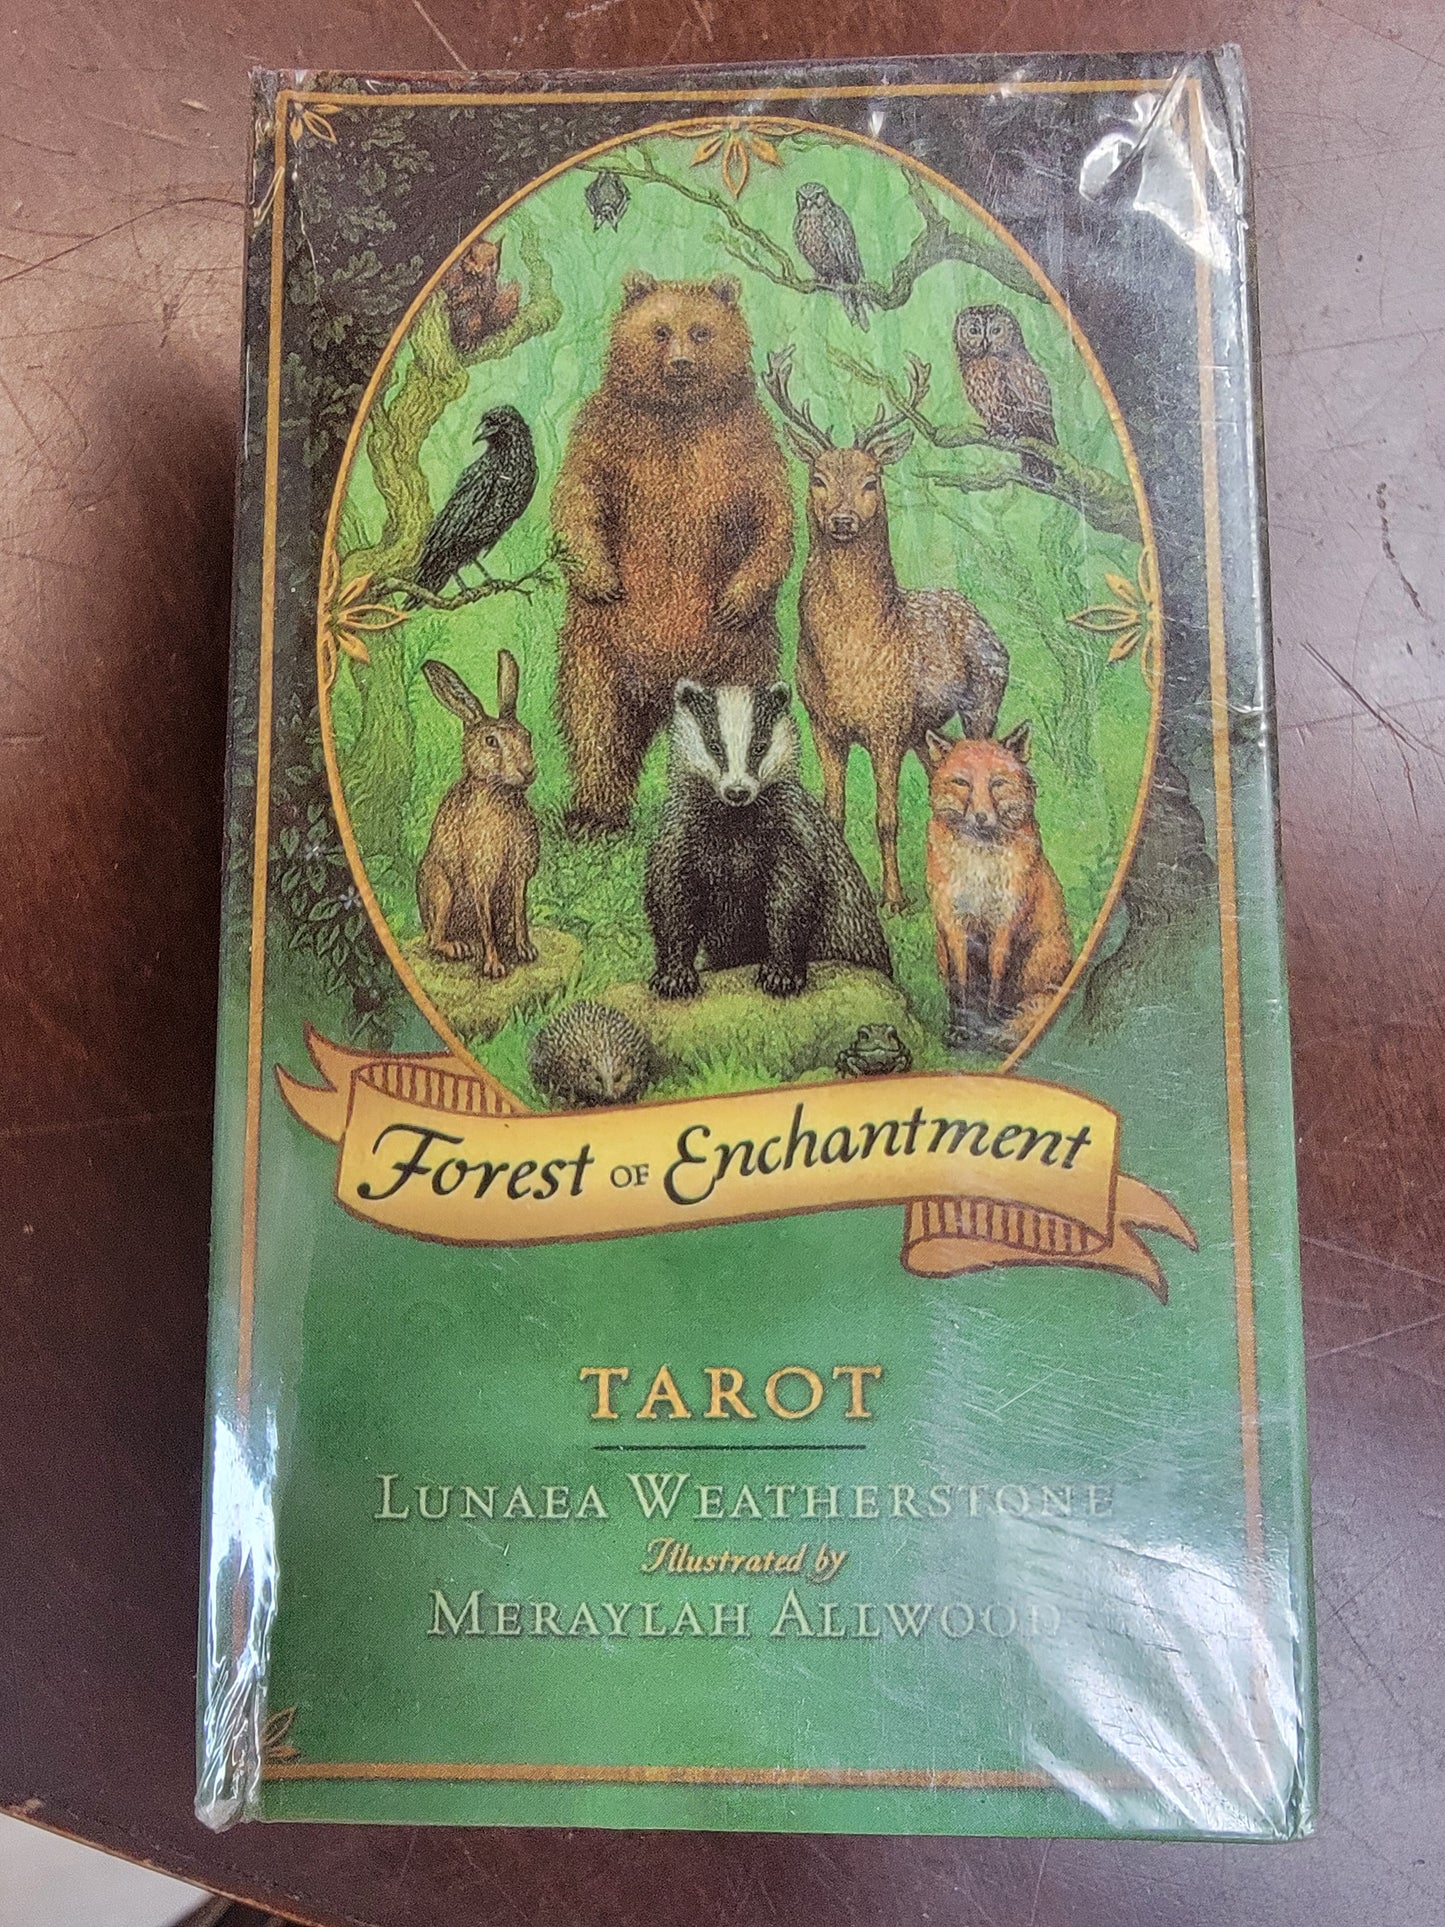 Forest OF Enchantment
TAROT
LUNAEA WEATHERSTONE
Illustrated by
MERAYLAH ALLWOOD